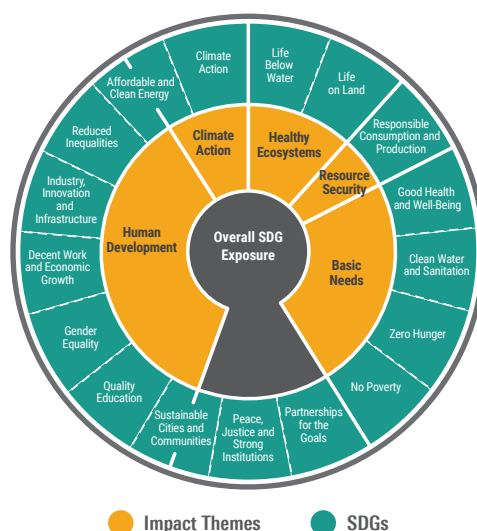 Climate
Action
Life
Below
Water
Life
on Land
Responsible
Consumption and
Production
Good Health
and Well-Being
Clean Water
and Sanitation
Zero Hunger
No Poverty
Partnerships
for the
Goals
Peace,
Justice and
Strong
Institutions
Sustainable
Cities and
Communities
Quality
Education
Gender
Equality
Decent Work
and Economic
Growth
Industry,
Innovation
and
Infrastructure
Reduced
Inequalities
Affordable and
Clean Energy
Climate
Action
Healthy
Ecosystems
Resource
Security
Basic
Needs
Human
Development
Overall SDG
Exposure
Impact Themes
SDGs